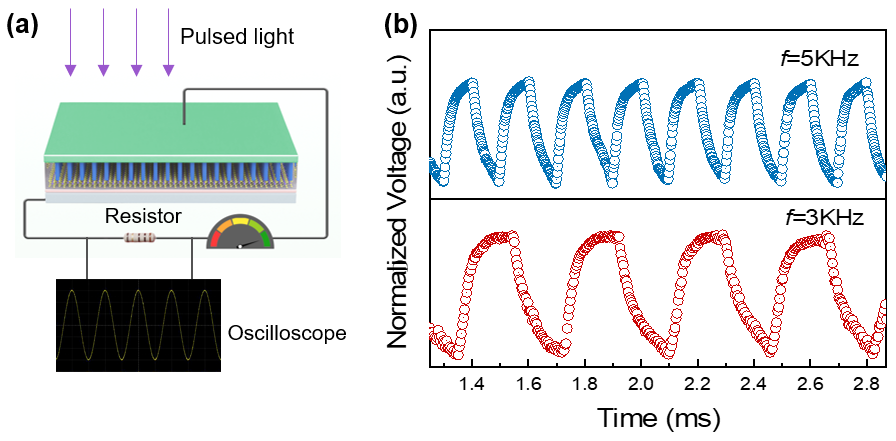 (a)
Pulsed light
Resistor
Oscilloscope
(b)
Normalized Voltage (a.u.)
f=5KHz
f=3KHz
1.4 1.6 1.8 2.0 2.2 2.4 2.6 2.8
Time (ms)